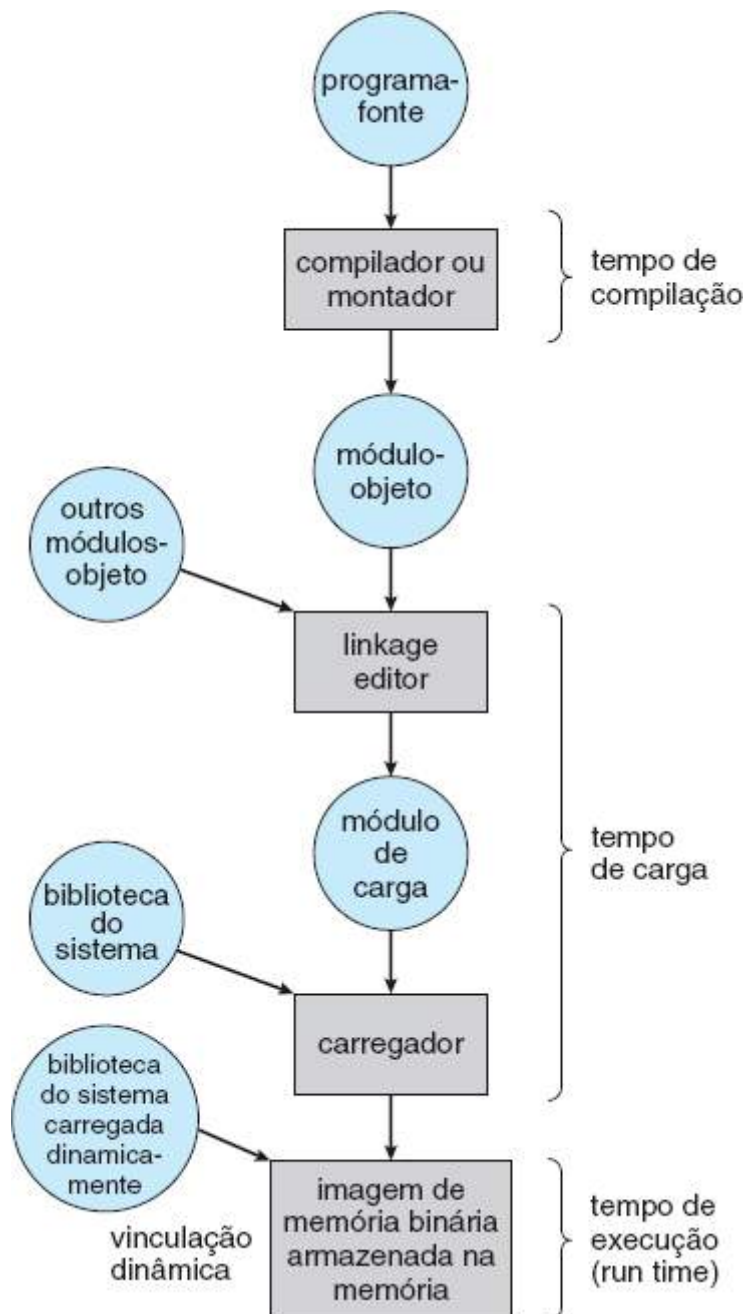 programa-
fonte
compilador ou
montador
tempo de
compilação
módulo-
objeto
outros
módulos-
objeto
linkage
editor
módulo
de
carga
tempo
de carga
biblioteca
do
sistema
carregador
biblioteca
do sistema
carregada
dinamica-
mente
vinculação
dinâmica
imagem de
memória binária
armazenada na
memória
tempo de
execução
(run time)